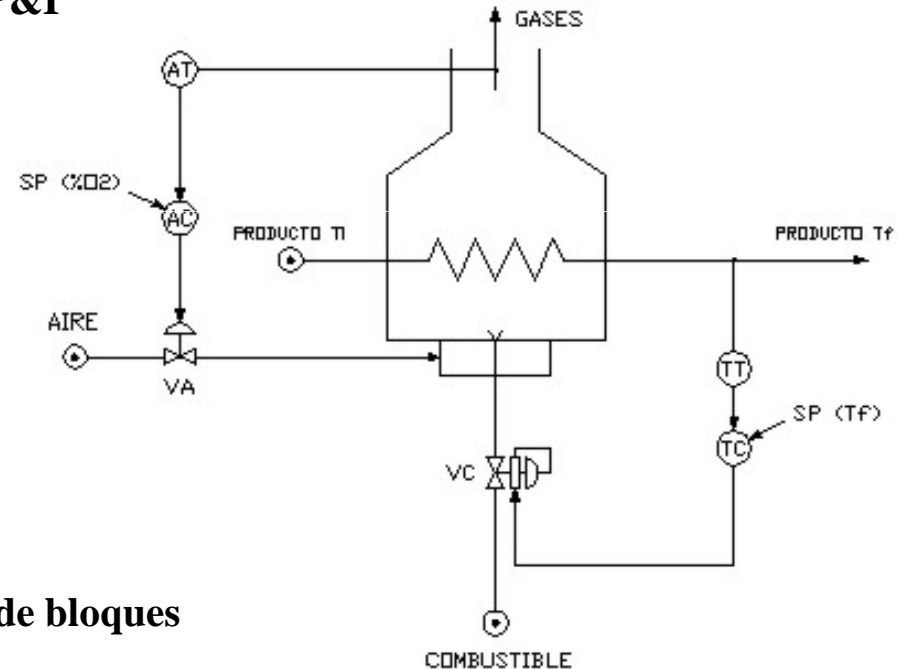 &I
GASES
AT
SP (%O2)
AC
PRODUCTO Ti
PRODUCTO Tf
AIRE
VA
TT
SP (Tf)
TC
VC
de bloques
COMBUSTIBLE